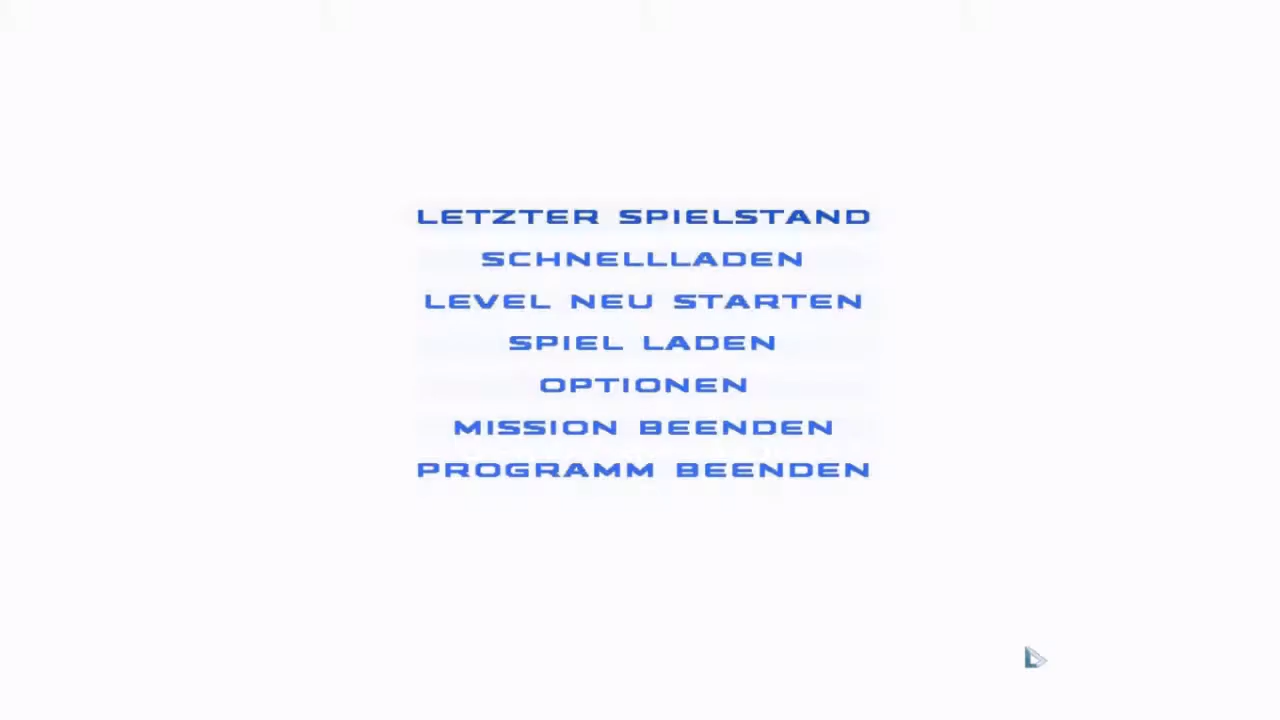 LETZTER SPIELSTAND
SCHNELLLADEN
LEVEL NEU STARTEN
SPIEL LADEN
OPTIONEN
MISSION BEENDEN
PROGRAMM BEENDEN